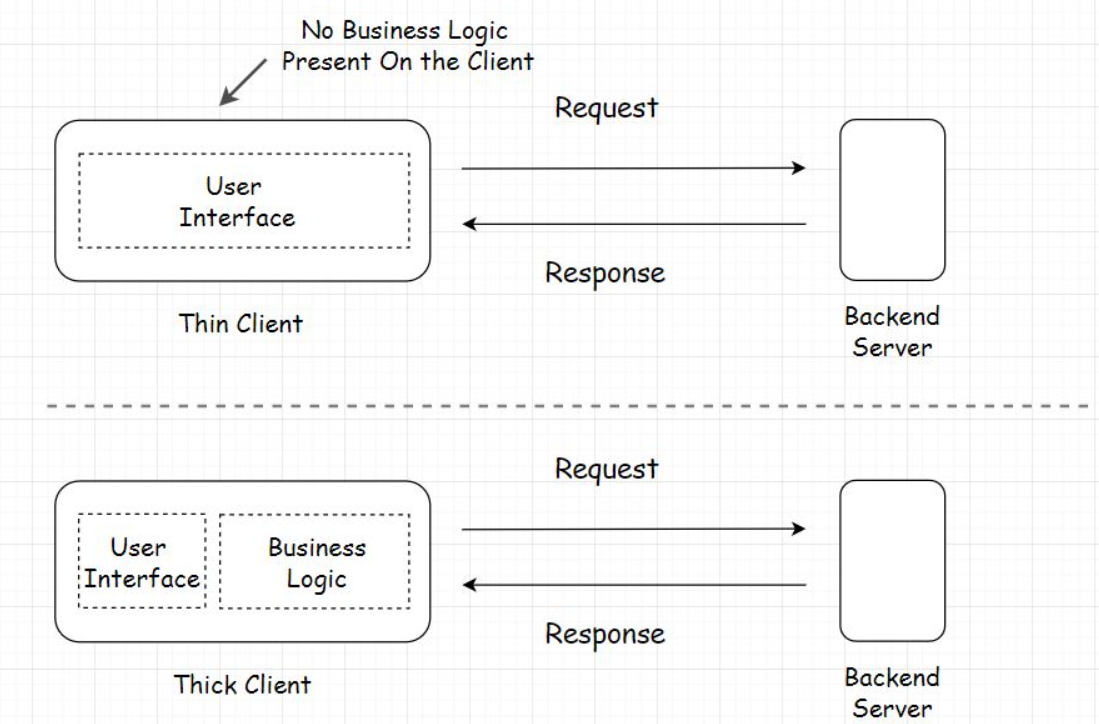 No Business Logic
Present On the Client
Request
User
Interface
Response
Thin Client
Backend
Server
Request
User
Interface
Business
Logic
Response
Thick Client
Backend
Server